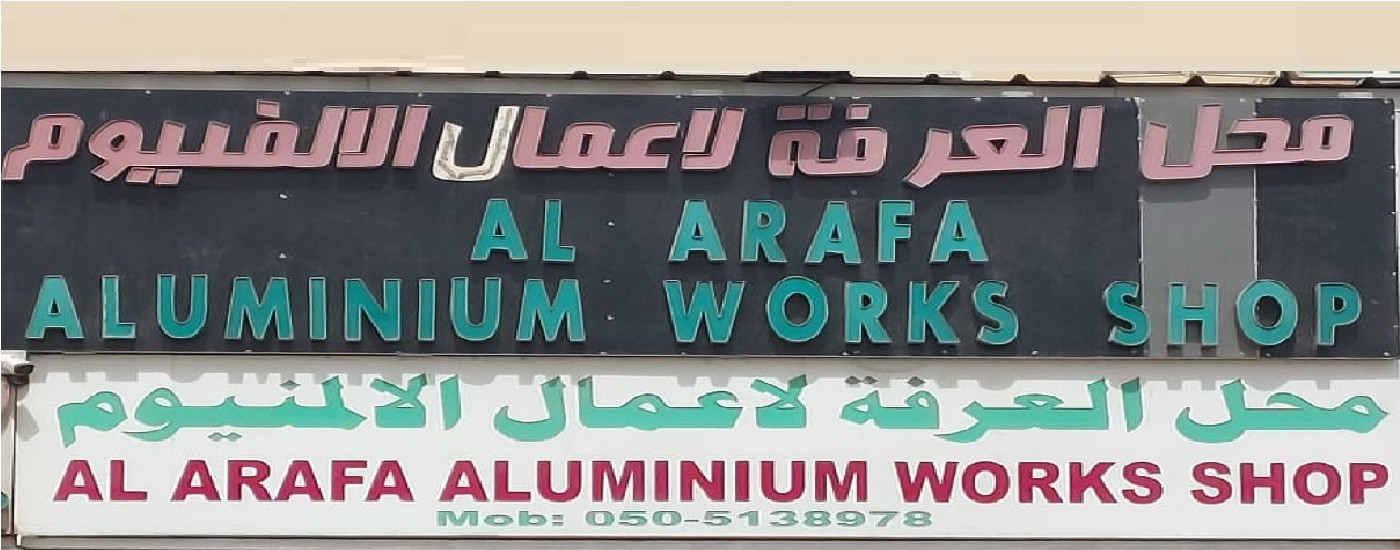 محل العرفة لاعمال الالمنيوم
AL ARAFA
ALUMINIUM WORKS SHOP
محل العرفة لاعمال الالمنيوم
AL ARAFA ALUMINIUM WORKS SHOP
Mob: 050-5138978